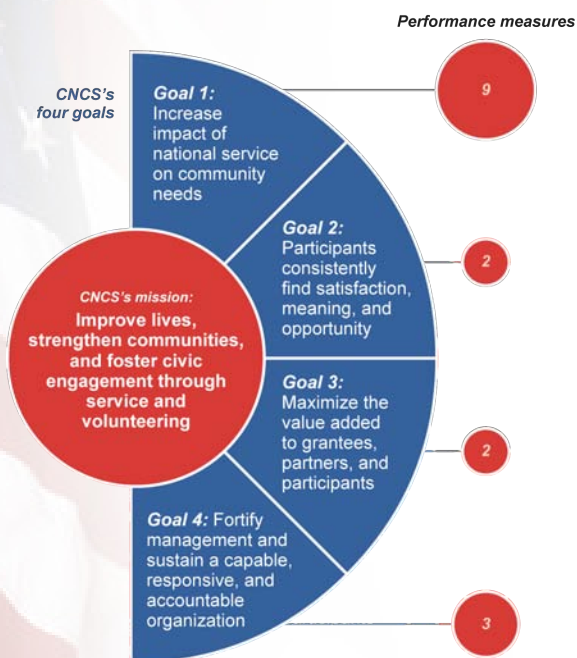 Performance measures
CNCS's
four goals
Goal 1:
Increase
impact of
national service
on community
needs
9
Goal 2:
Participants
consistently
find satisfaction,
meaning, and
opportunity
2
CNCS's mission:
Improve lives,
strengthen communities,
and foster civic
engagement through
service and
volunteering
Goal 3:
Maximize the
value added
to grantees,
partners, and
participants
2
Goal 4: Fortify
management and
sustain a capable,
responsive, and
accountable
organization
3